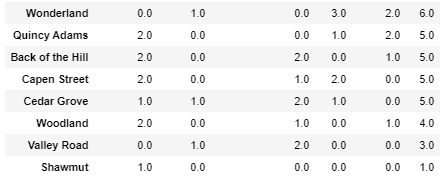 Wonderland 0.0 1.0 0.0 3.0 2.0 6.0
Quincy Adams 2.0 0.0 0.0 1.0 2.0 5.0
Back of the Hill 2.0 0.0 2.0 0.0 1.0 5.0
Capen Street 2.0 0.0 1.0 2.0 0.0 5.0
Cedar Grove 1.0 1.0 2.0 1.0 0.0 5.0
Woodland 2.0 0.0 1.0 0.0 1.0 4.0
Valley Road 0.0 1.0 2.0 0.0 0.0 3.0
Shawmut 1.0 0.0 0.0 0.0 0.0 1.0